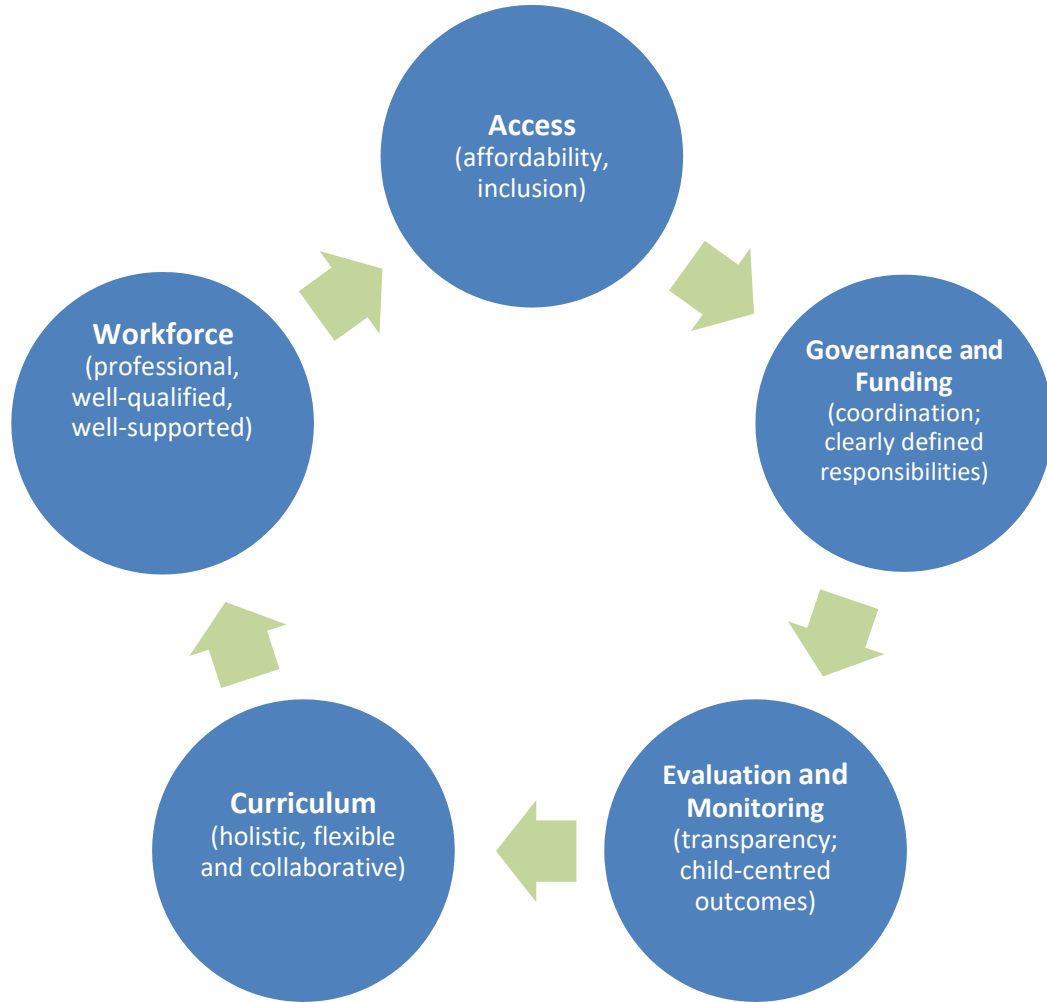 Access
(affordability,
inclusion)
Governance and
Funding
(coordination;
clearly defined
responsibilities)
Evaluation and
Monitoring
(transparency;
child-centred
outcomes)
Curriculum
(holistic, flexible
and collaborative)
Workforce
(professional,
well-qualified,
well-supported)